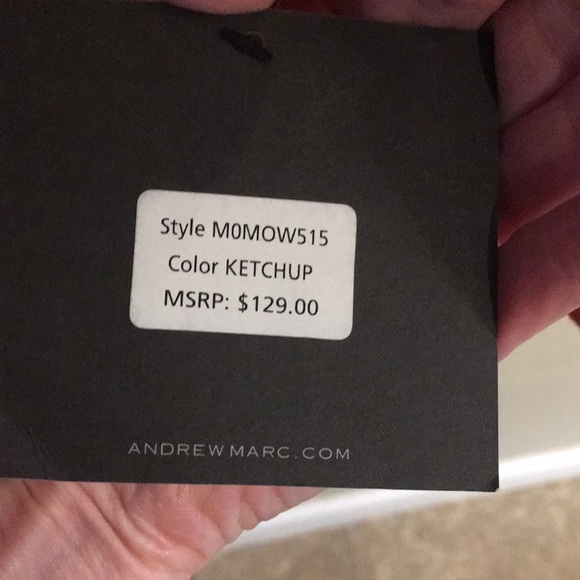 Style M0MOW515
Color KETCHUP
MSRP: $129.00
ANDREWMARC.COM